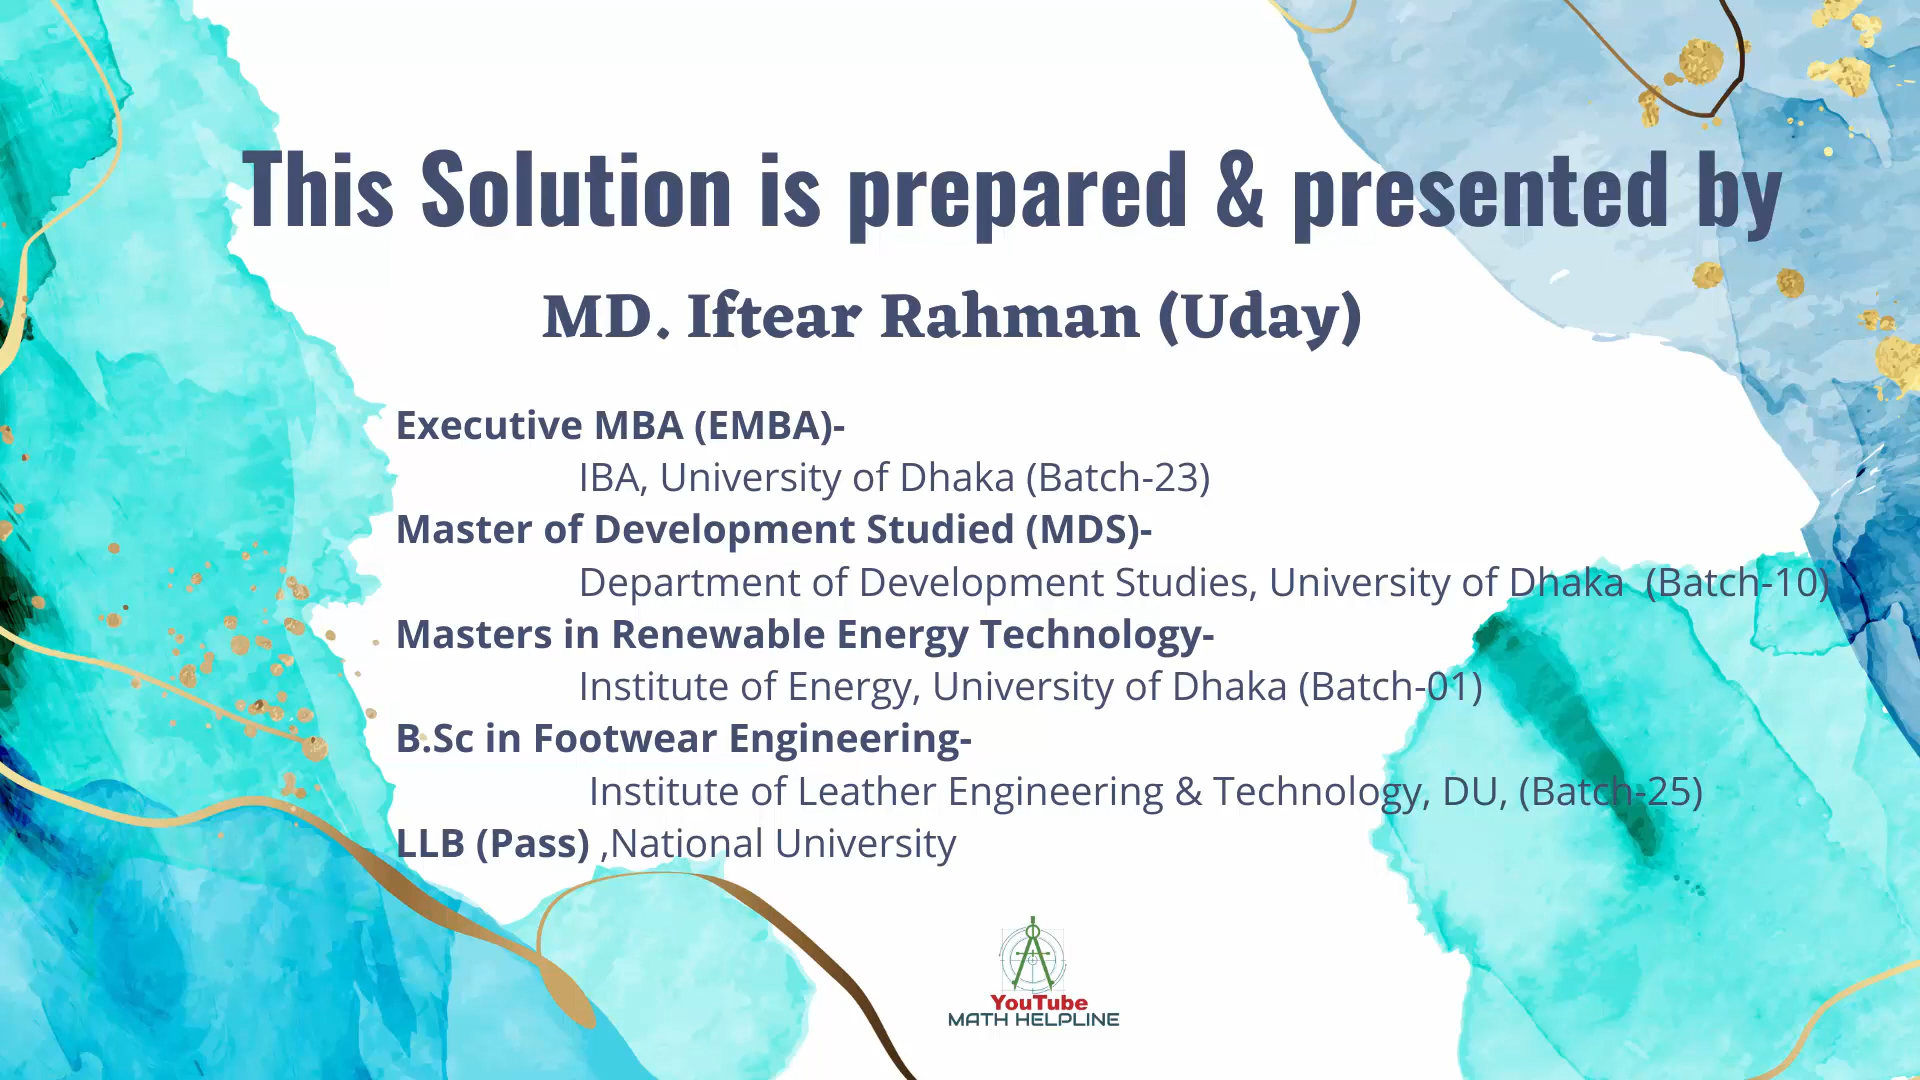 This Solution is prepared & presented by
MD. Iftear Rahman (Uday)
Executive MBA (EMBA)-
IBA, University of Dhaka (Batch-23)
Master of Development Studied (MDS)-
Department of Development Studies, University of Dhaka (Batch-10)
Masters in Renewable Energy Technology-
Institute of Energy, University of Dhaka (Batch-01)
B.Sc in Footwear Engineering-
Institute of Leather Engineering & Technology, DU, (Batch-25)
LLB (Pass) ,National University
YouTube
MATH HELPLINE